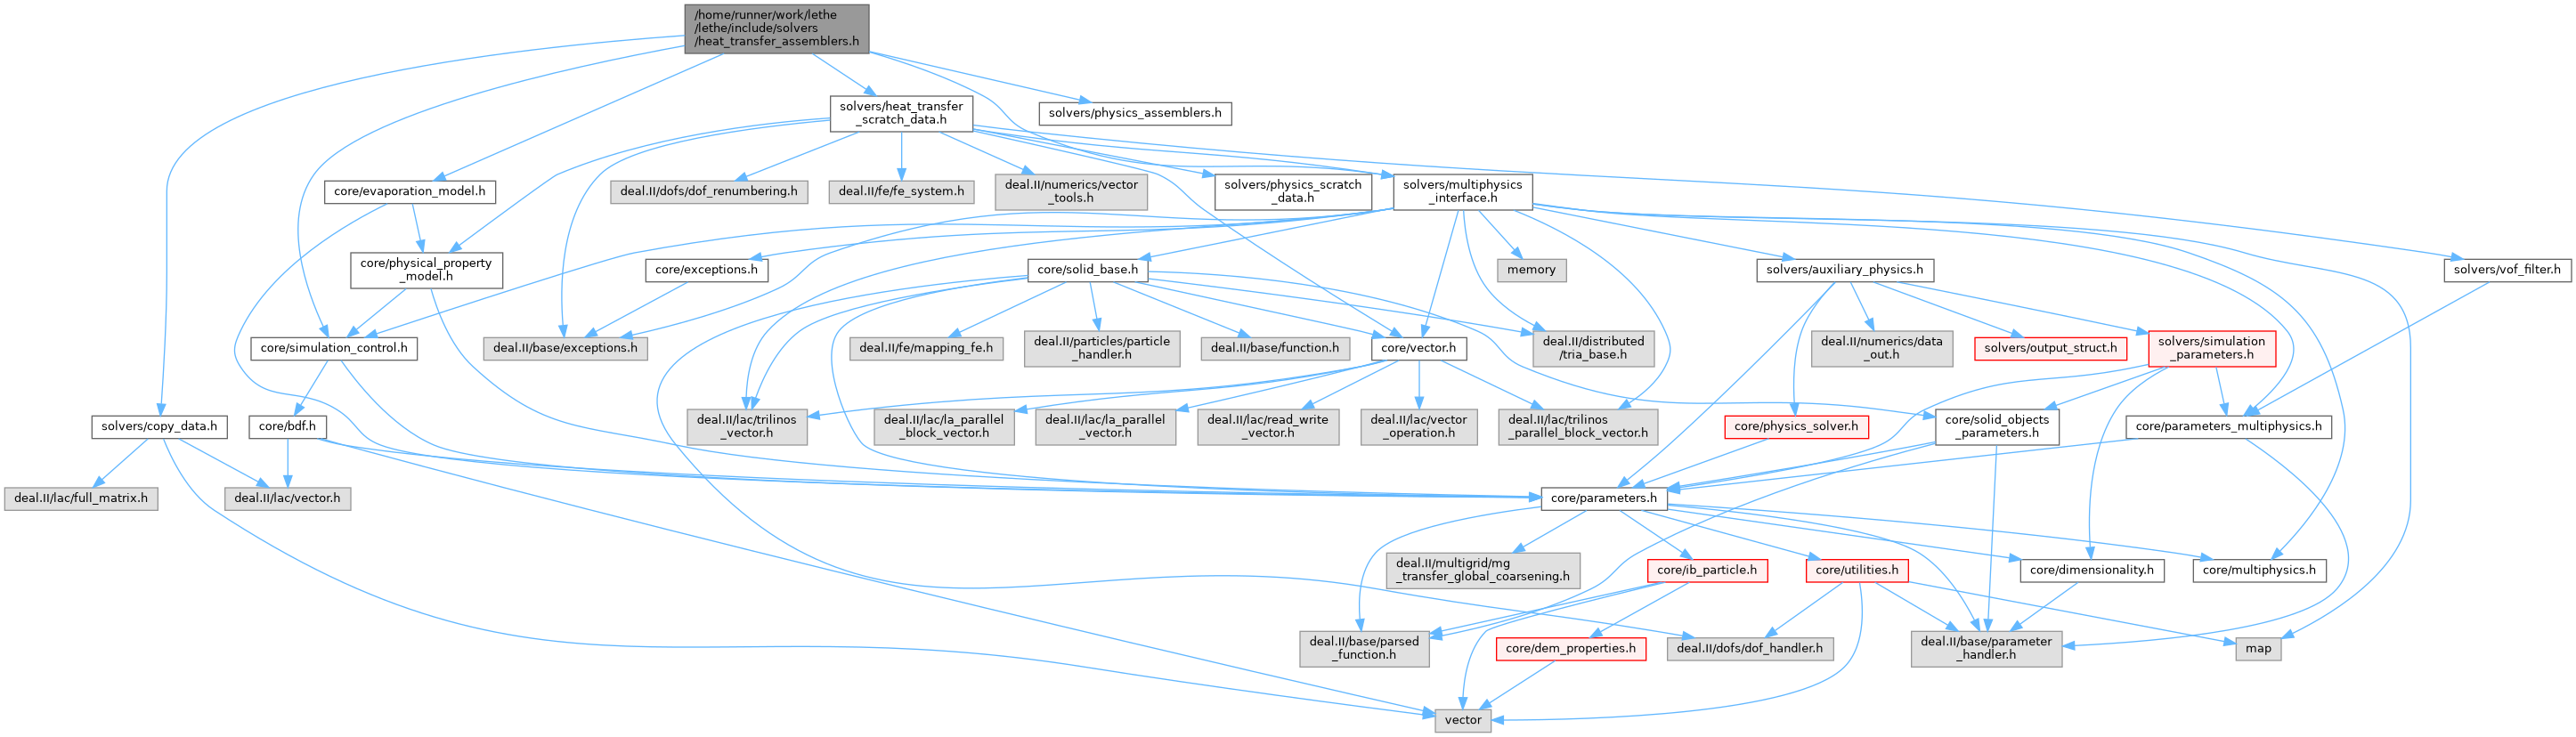 /home/runner/work/lethe
/lethe/include/solvers
/heat_transfer_assemblers.h
solvers/heat_transfer
_scratch_data.h
solvers/physics_assemblers.h
core/evaporation_model.h
deal.II/dofs/dof_renumbering.h
deal.II/fe/fe_system.h
deal.II/numerics/vector
_tools.h
solvers/physics_scratch
_data.h
solvers/multiphysics
_interface.h
core/physical_property
_model.h
core/exceptions.h
core/solid_base.h
memory
solvers/auxiliary_physics.h
solvers/vof_filter.h
core/simulation_control.h
deal.II/base/exceptions.h
deal.II/fe/mapping_fe.h
deal.II/particles/particle
_handler.h
deal.II/base/function.h
core/vector.h
deal.II/distributed
/tria_base.h
deal.II/numerics/data
_out.h
solvers/output_struct.h
solvers/simulation
_parameters.h
solvers/copy_data.h
core/bdf.h
deal.II/lac/trilinos
_vector.h
deal.II/lac/la_parallel
_block_vector.h
deal.II/lac/la_parallel
_vector.h
deal.II/lac/read_write
_vector.h
deal.II/lac/vector
_operation.h
deal.II/lac/trilinos
_parallel_block_vector.h
core/physics_solver.h
core/solid_objects
_parameters.h
core/parameters_multiphysics.h
deal.II/lac/full_matrix.h
deal.II/lac/vector.h
core/parameters.h
deal.II/multigrid/mg
_transfer_global_coarsening.h
core/ib_particle.h
core/utilities.h
core/dimensionality.h
core/multiphysics.h
deal.II/base/parsed
_function.h
core/dem_properties.h
deal.II/dofs/dof_handler.h
deal.II/base/parameter
_handler.h
map
vector